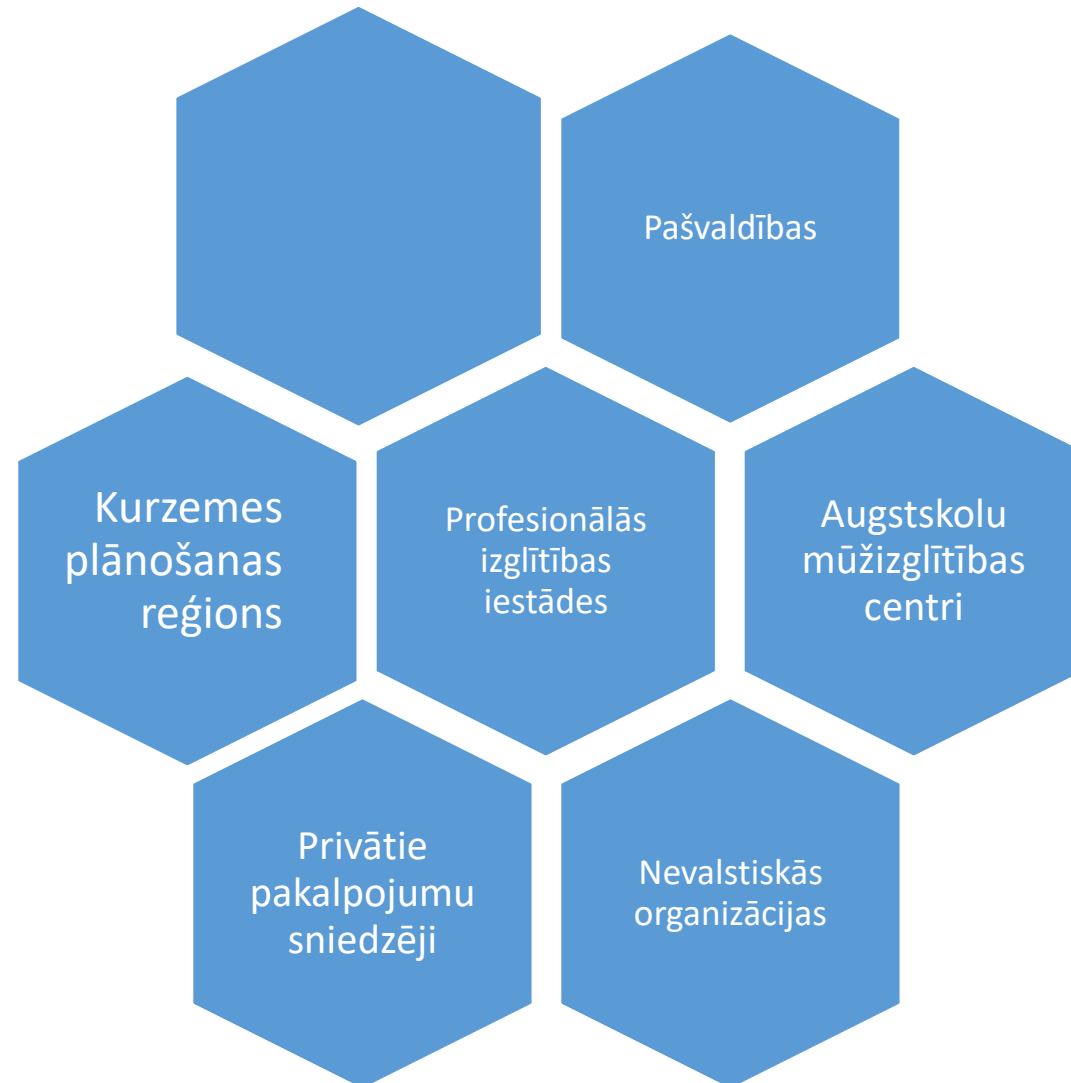 Pašvaldības
Kurzemes
plānošanas
reģions
Profesionālās
izglītības
iestādes
Augstskolu
mūžizglītības
centri
Privātie
pakalpojumu
sniedzēji
Nevalstiskās
organizācijas